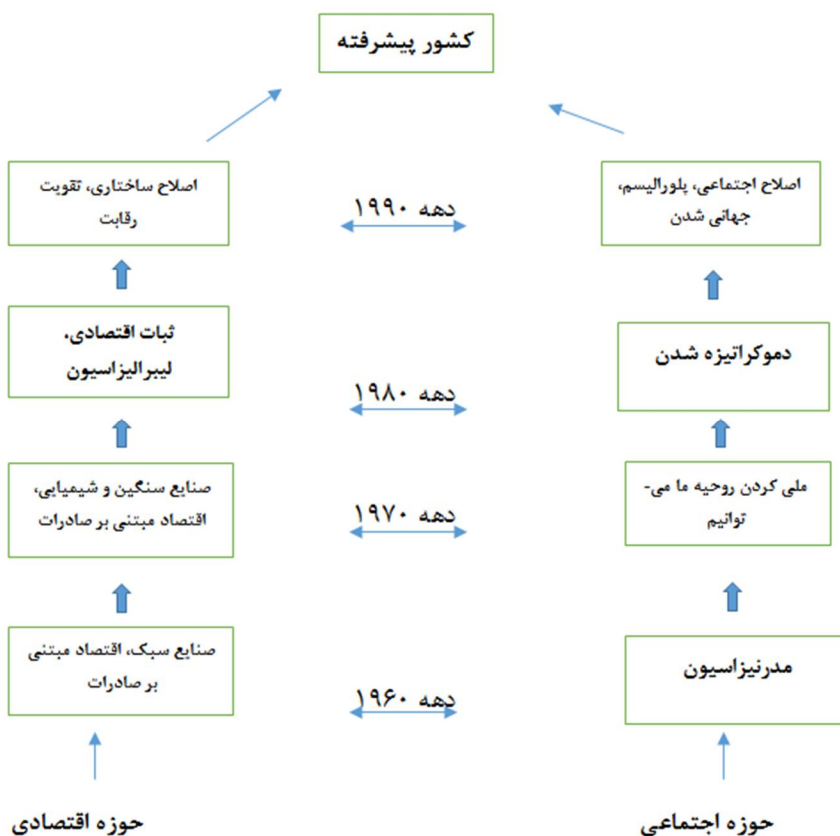 کشور پیشرفته
اصلاح اجتماعی، پلورالیسم،
جهانی شدن
دهه ۱۹۹۰
اصلاح ساختاری، تقویت
رقابت
دموکراتیزه شدن
دهه ۱۹۸۰
ثبات اقتصادی،
لیبرالیزاسیون
ملی کردن روحیه ما می-
توانیم
دهه ۱۹۷۰
صنایع سنگین و شیمیایی،
اقتصاد مبتنی بر صادرات
مدرنیزاسیون
دهه ۱۹۶۰
صنایع سبک، اقتصاد مبتنی
بر صادرات
حوزه اجتماعی
حوزه اقتصادی